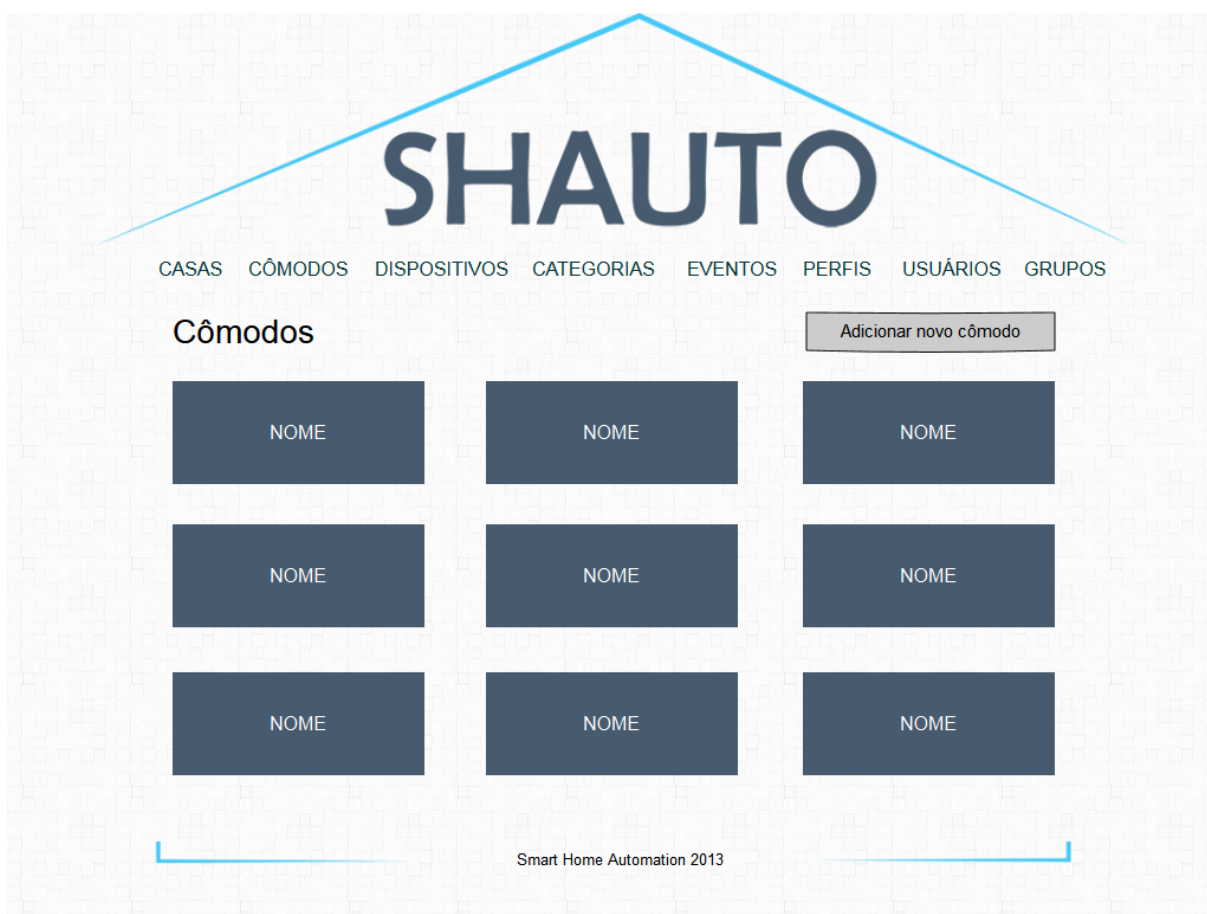 SHAUTO
CASAS CÔMODOS DISPOSITIVOS CATEGORIAS EVENTOS PERFIS USUÁRIOS GRUPOS
Cômodos Adicionar novo cômodo
NOME NOME NOME
NOME NOME NOME
NOME NOME NOME
Smart Home Automation 2013